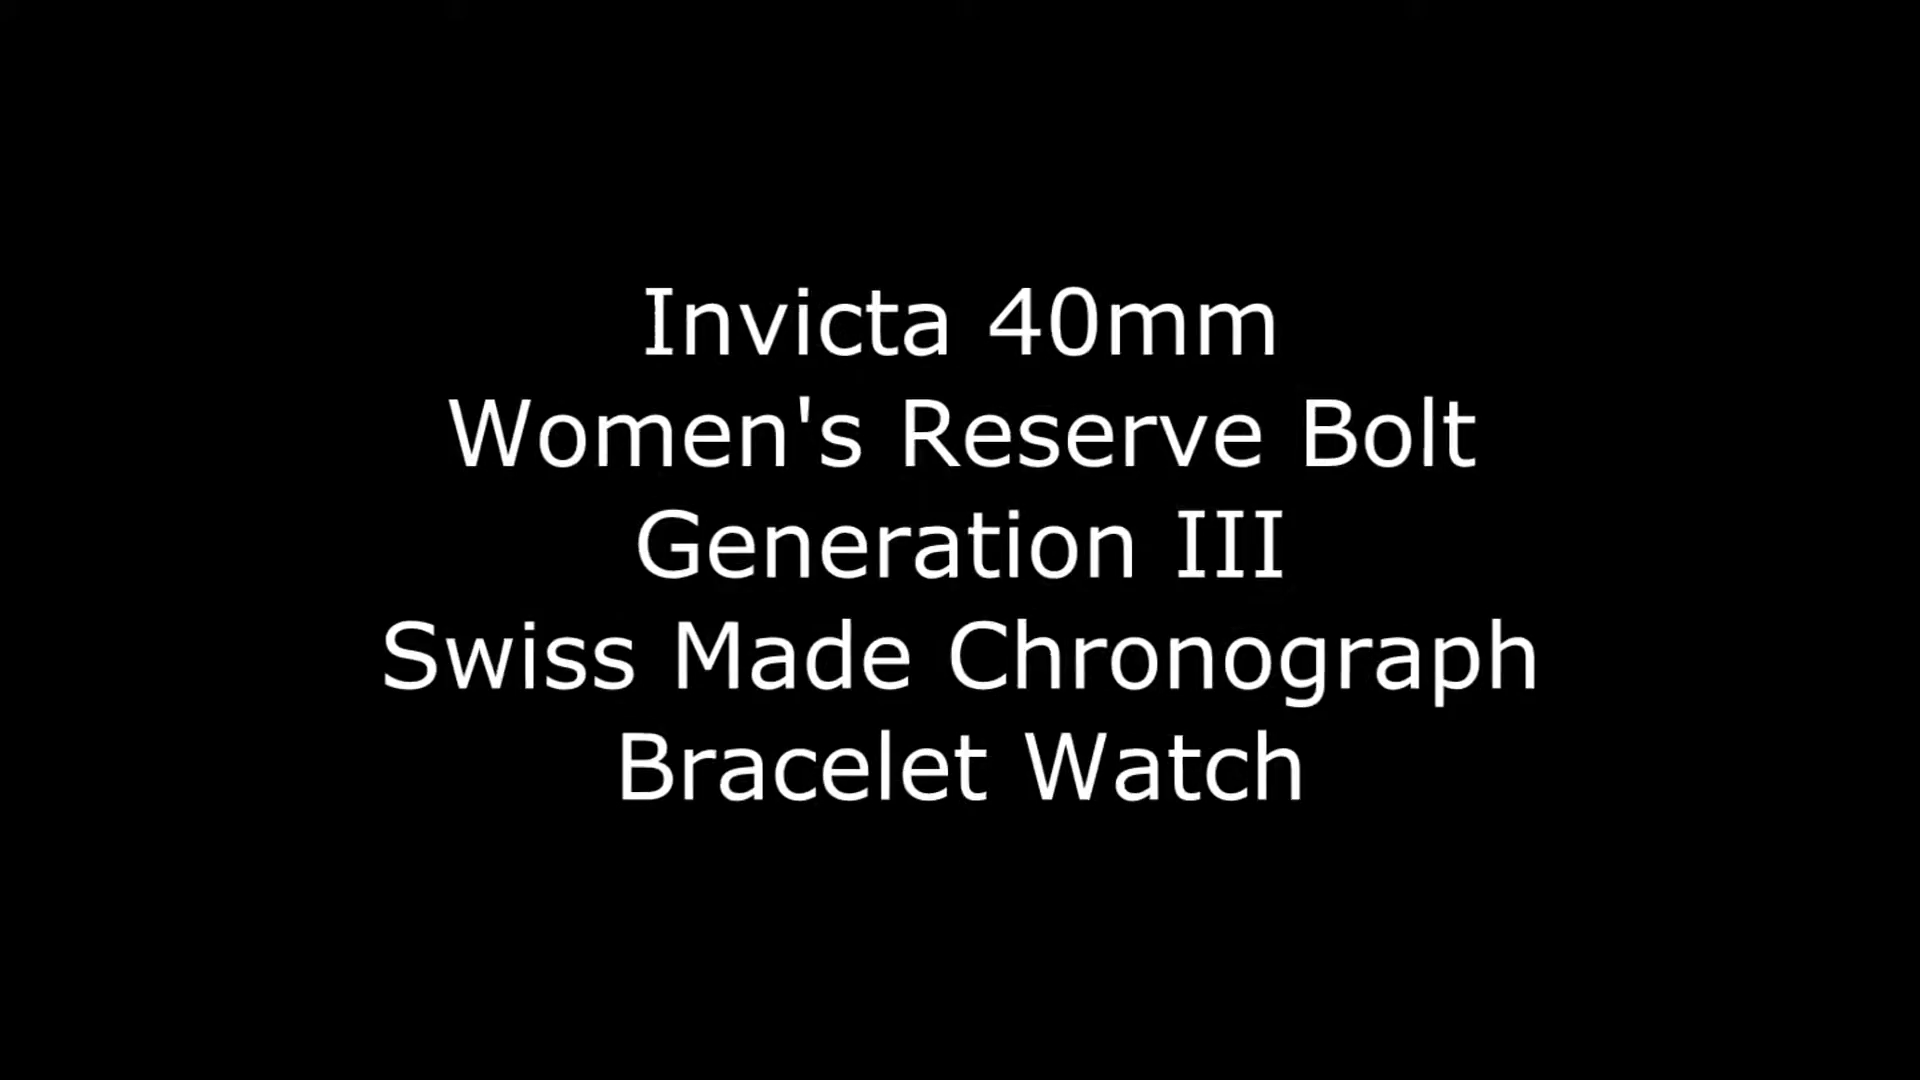 Invicta 40mm
Women's Reserve Bolt
Generation III
Swiss Made Chronograph
Bracelet Watch